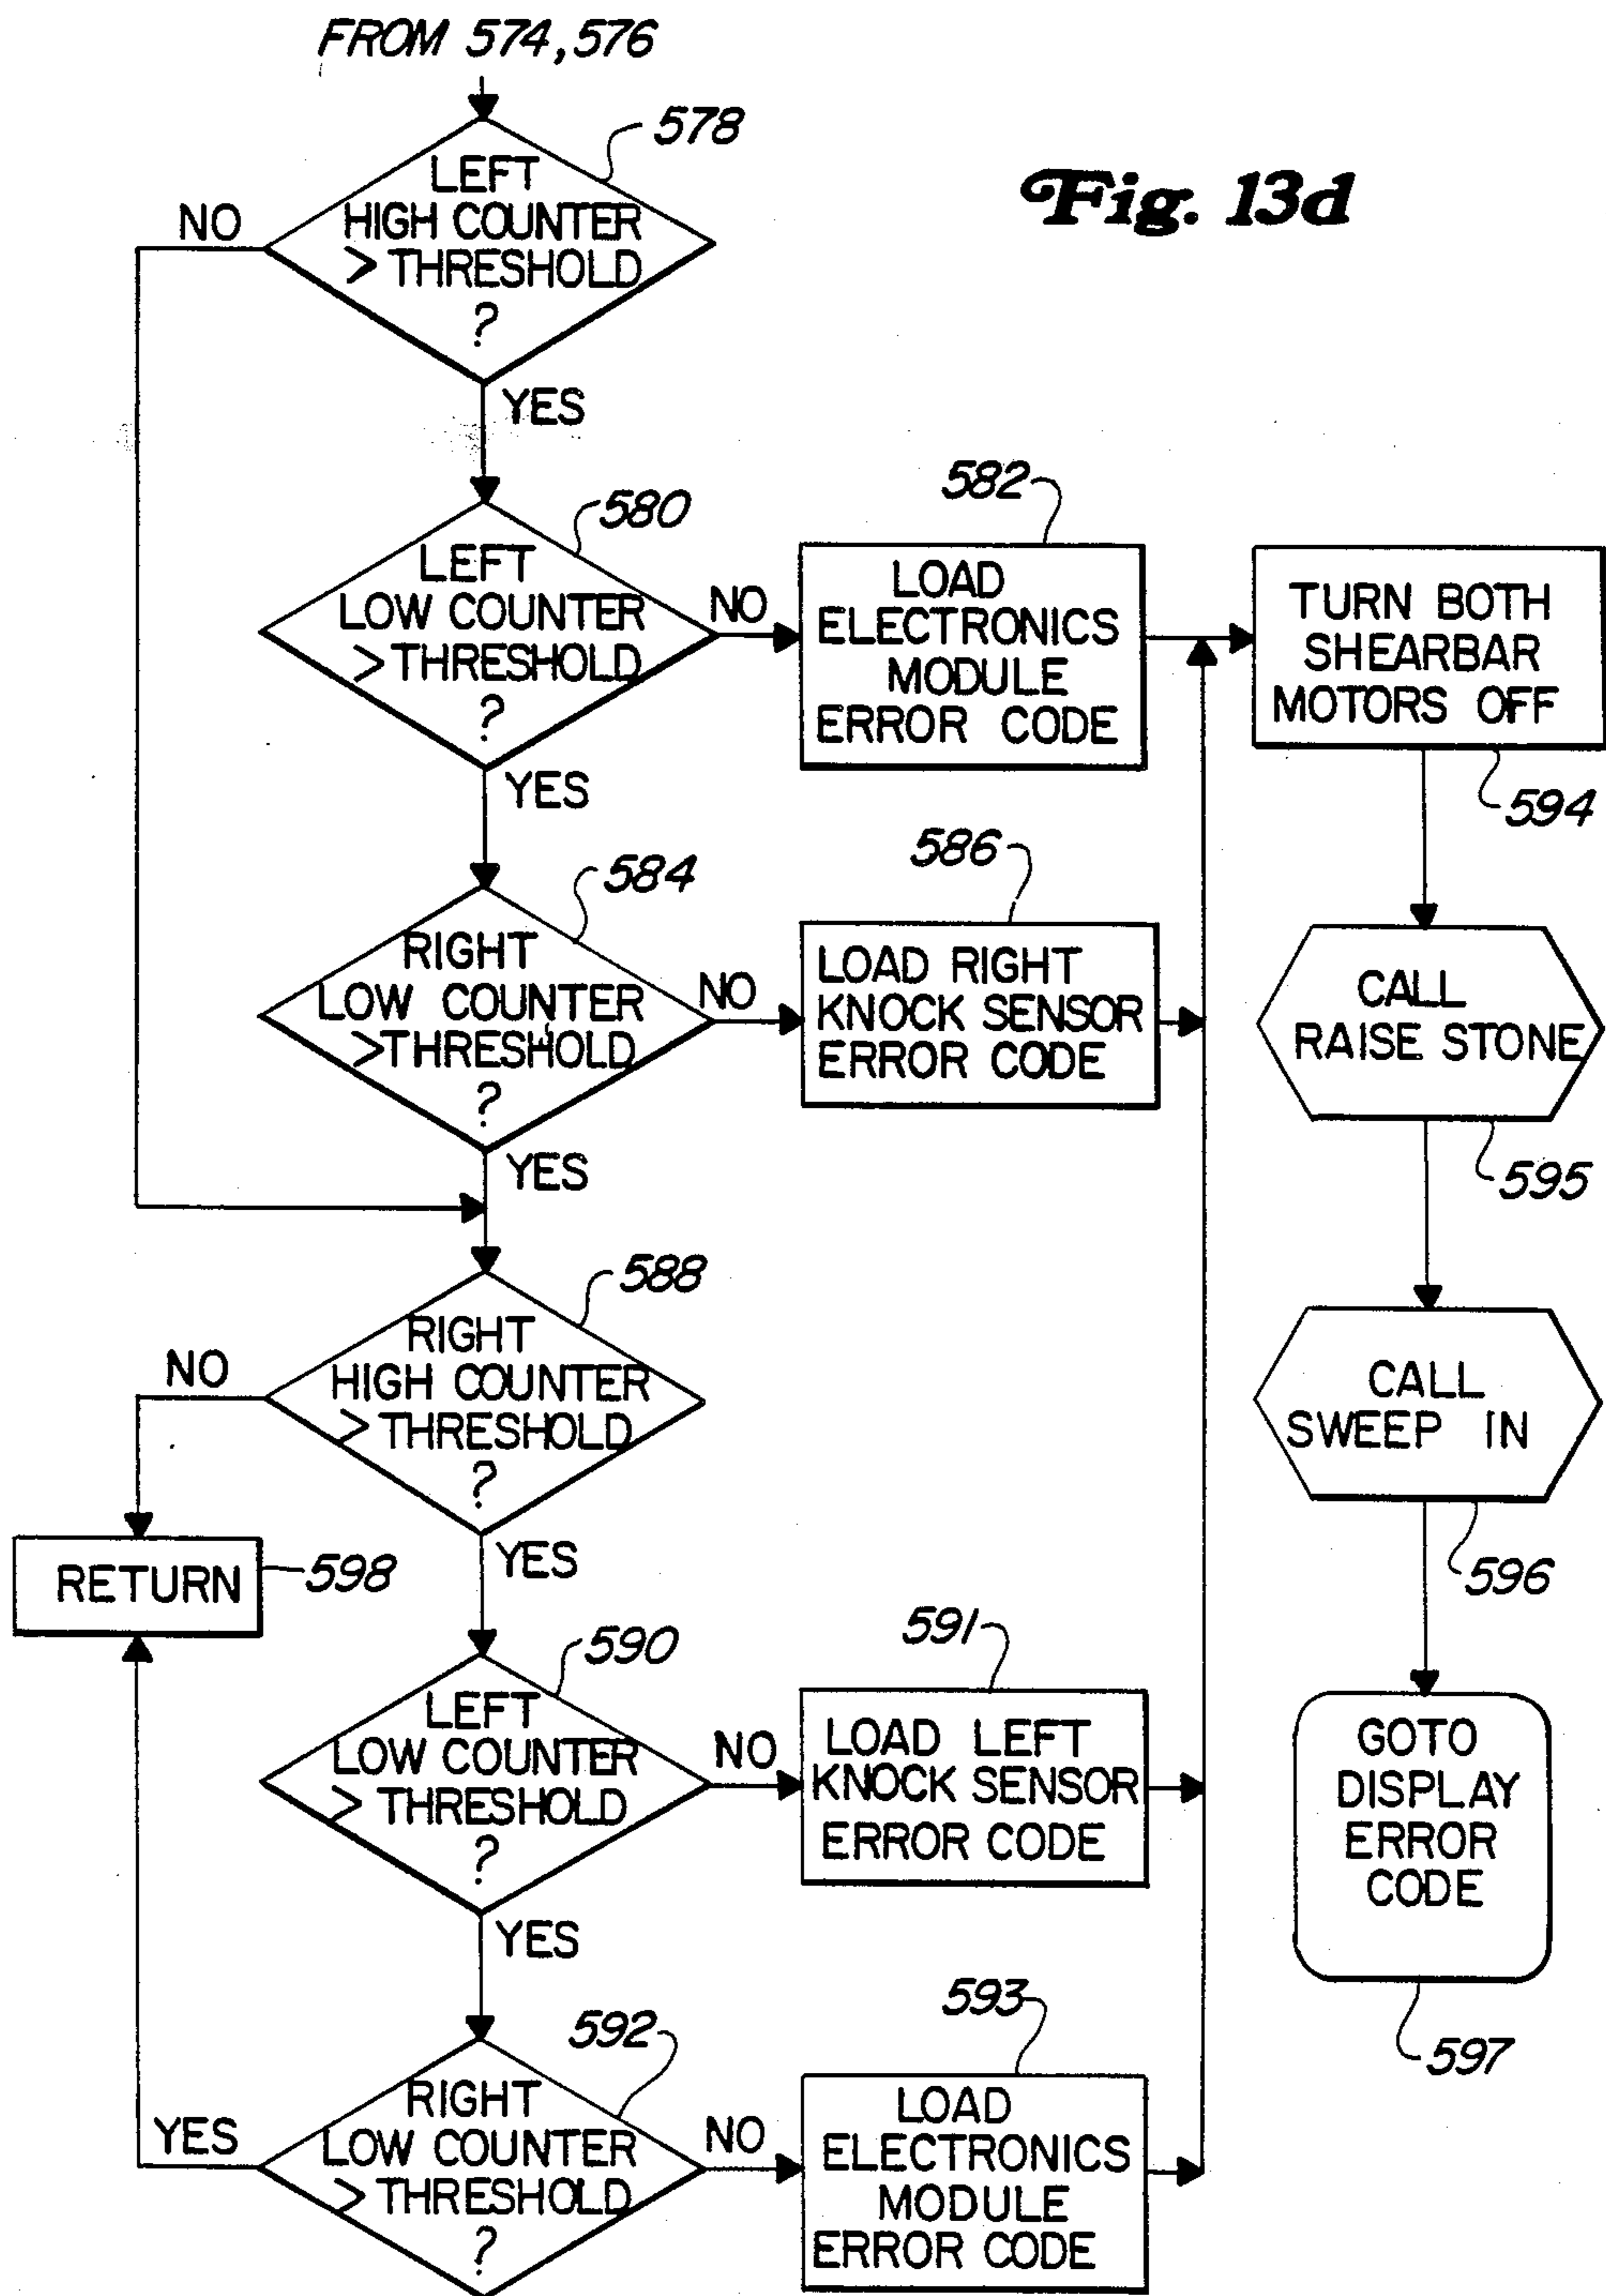 FROM 574, 576
578
Fig. 13d
LEFT
HIGH COUNTER
> THRESHOLD
?
NO
YES
580
LEFT
LOW COUNTER
> THRESHOLD
?
NO
YES
582
LOAD
ELECTRONICS
MODULE
ERROR CODE
TURN BOTH
SHEARBAR
MOTORS OFF
594
584
RIGHT
LOW COUNTER
>THRESHOLD
?
NO
YES
586
LOAD RIGHT
KNOCK SENSOR
ERROR CODE
CALL
RAISE STONE
595
588
RIGHT
HIGH COUNTER
> THRESHOLD
?
NO
YES
CALL
SWEEP IN
596
RETURN
598
590
LEFT
LOW COUNTER
> THRESHOLD
?
NO
YES
591
LOAD LEFT
KNOCK SENSOR
ERROR CODE
GOTO
DISPLAY
ERROR
CODE
597
592
RIGHT
LOW COUNTER
> THRESHOLD
?
YES
NO
593
LOAD
ELECTRONICS
MODULE
ERROR CODE